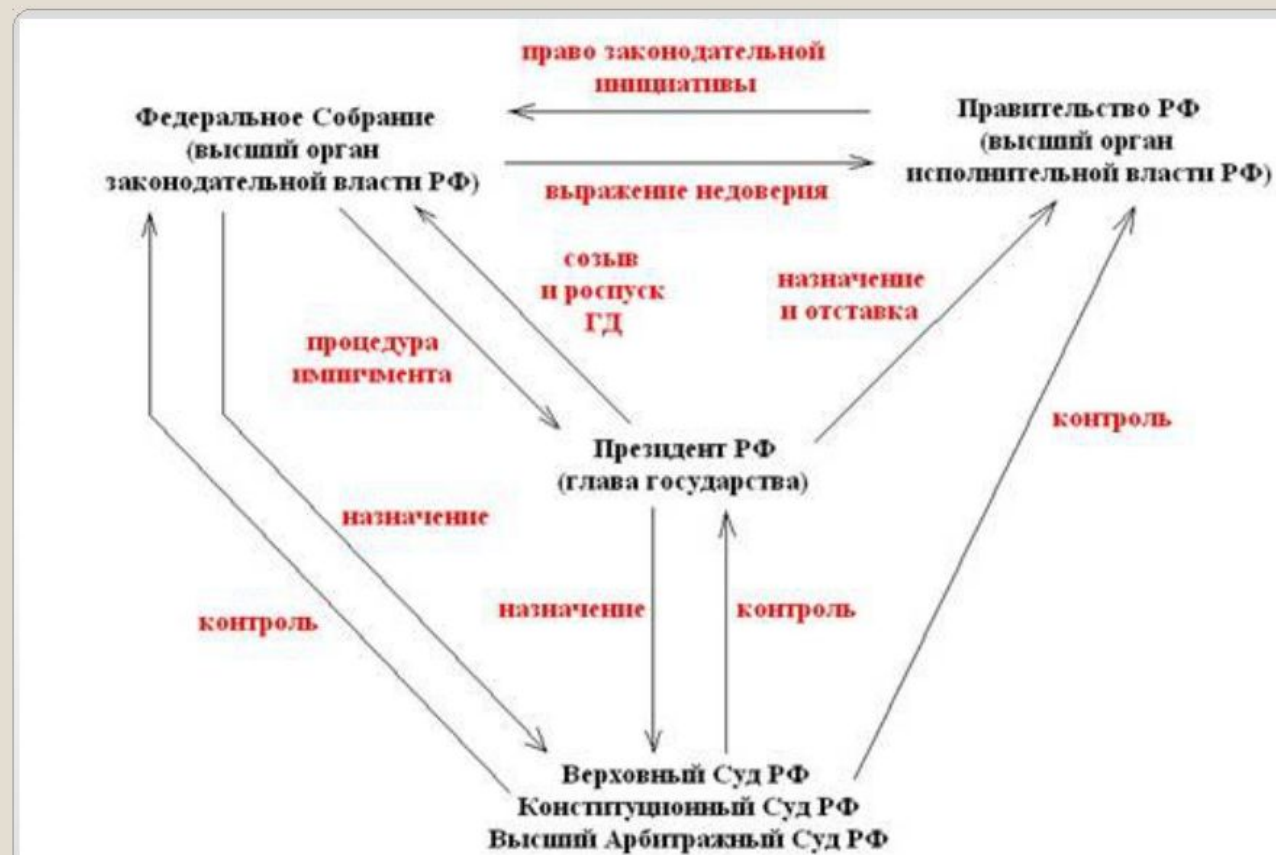 право законодательной
инициативы
Федеральное Собрание
(высший орган
законодательной власти РФ)
Правительство РФ
(высший орган
исполнительной власти РФ)
выражение недоверия
созыв
и роспуск
ГД
назначение
и отставка
процедура
импичмента
контроль
Президент РФ
(глава государства)
назначение
контроль
назначение
контроль
Верховный Суд РФ
Конституционный Суд РФ
Высший Арбитражный Суд РФ